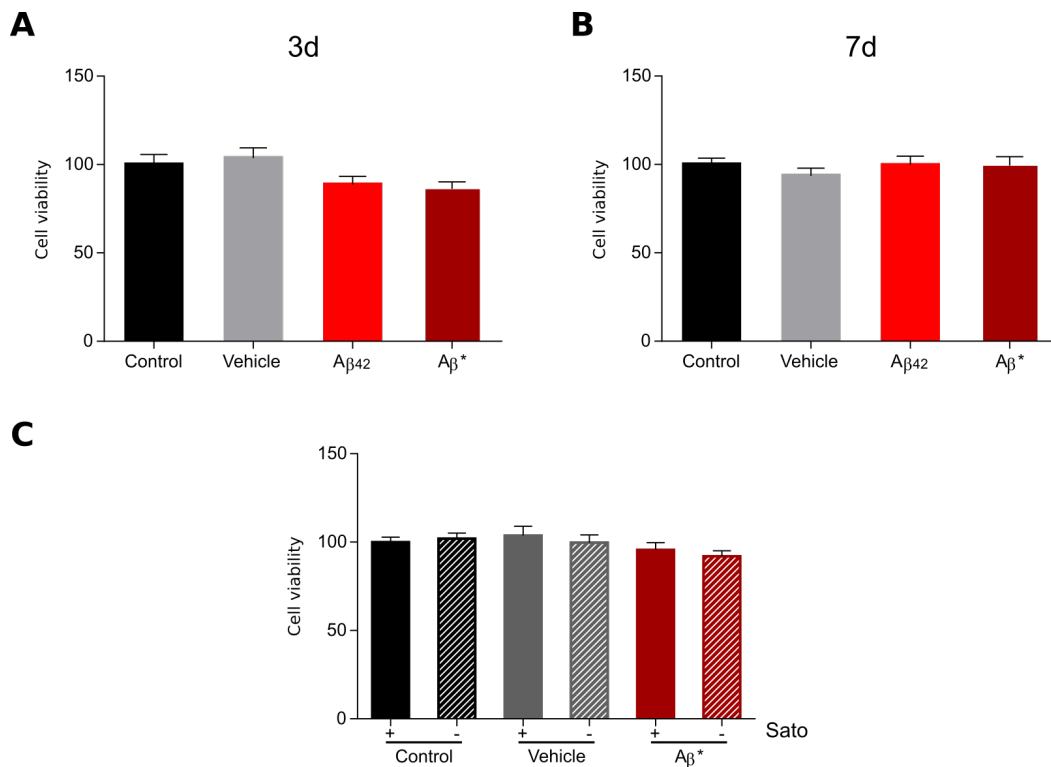 A
3d
150
100
50
0
Cell viability
Control Vehicle Aβ42 Aβ*
B
7d
150
100
50
0
Cell viability
Control Vehicle Aβ42 Aβ*
C
150
100
50
0
Cell viability
+ - + - + - Sato
Control Vehicle Aβ*